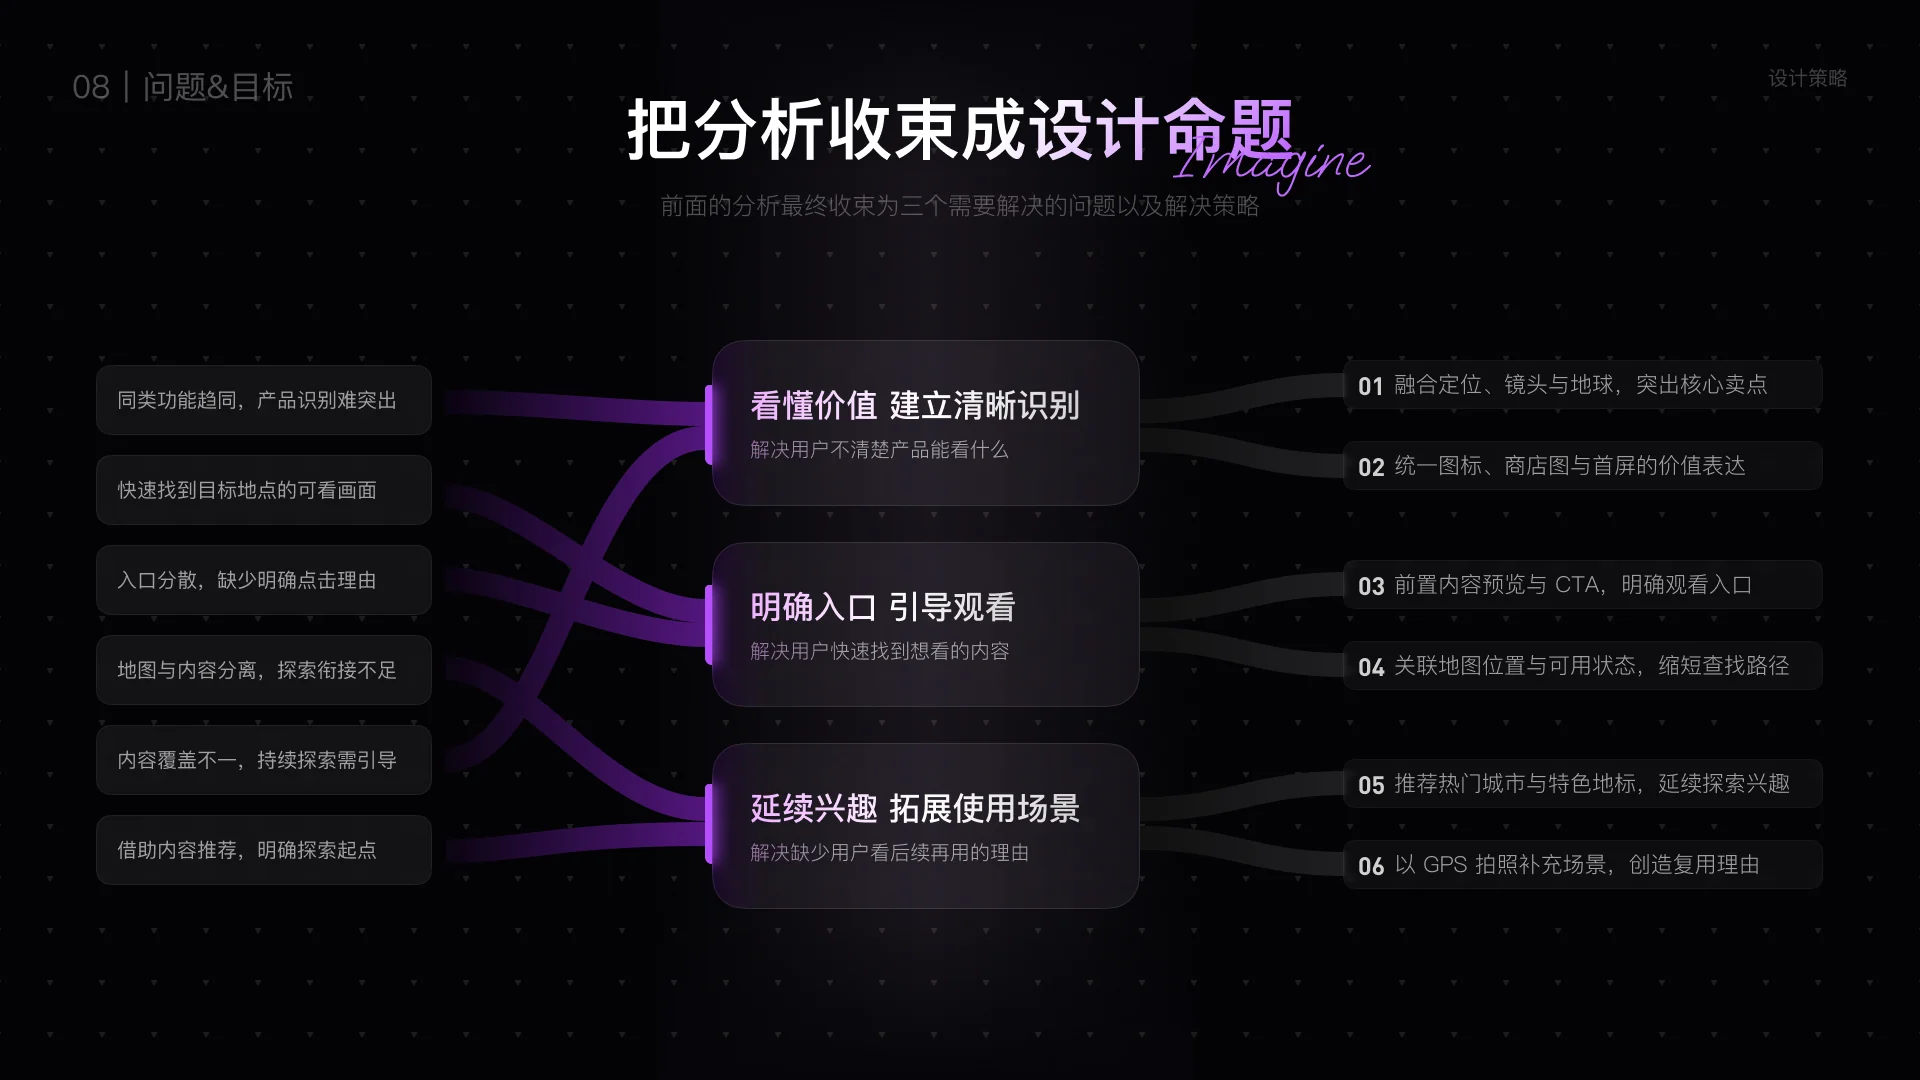 08｜问题&目标
设计策略
把分析收束成设计命题
Imagine
前面的分析最终收束为三个需要解决的问题以及解决策略
同类功能趋同，产品识别难突出
快速找到目标地点的可看画面
入口分散，缺少明确点击理由
地图与内容分离，探索衔接不足
内容覆盖不一，持续探索需引导
借助内容推荐，明确探索起点
看懂价值 建立清晰识别
解决用户不清楚产品能看什么
明确入口 引导观看
解决用户快速找到想看的内容
延续兴趣 拓展使用场景
解决缺少用户看后续再用的理由
01 融合定位、镜头与地球，突出核心卖点
02 统一图标、商店图与首屏的价值表达
03 前置内容预览与 CTA，明确观看入口
04 关联地图位置与可用状态，缩短查找路径
05 推荐热门城市与特色地标，延续探索兴趣
06 以 GPS 拍照补充场景，创造复用理由